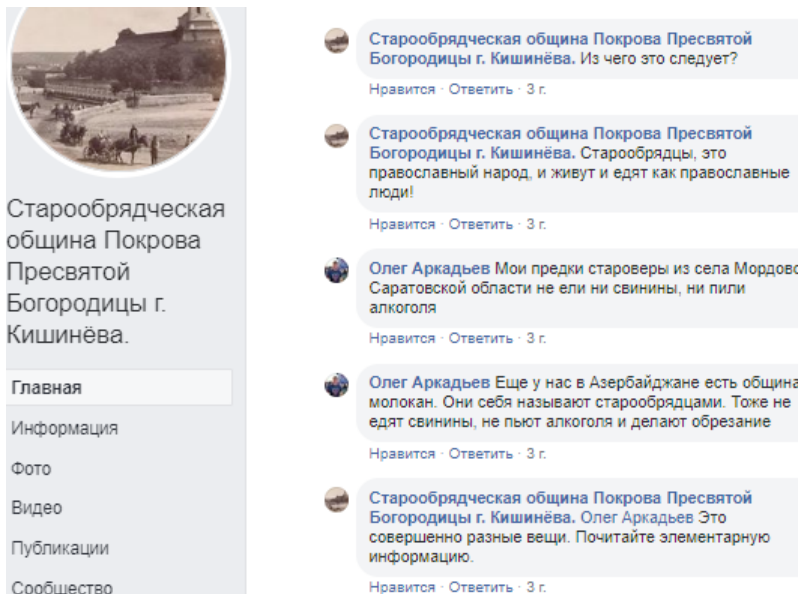 Старообрядческая
община Покрова
Пресвятой
Богородицы г.
Кишинёва.
Главная
Информация
Фото
Видео
Публикации
Сообщество
Старообрядческая община Покрова Пресвятой
Богородицы г. Кишинёва. Из чего это следует?
Нравится · Ответить · 3 г.
Старообрядческая община Покрова Пресвятой
Богородицы г. Кишинёва. Старообрядцы, это
православный народ, и живут и едят как православные
люди!
Нравится · Ответить · 3 г.
Олег Аркадьев Мои предки староверы из села Мордово
Саратовской области не ели ни свинины, ни пили
алкоголя
Нравится · Ответить · 3 г.
Олег Аркадьев Еще у нас в Азербайджане есть община
молокан. Они себя называют старообрядцами. Тоже не
едят свинины, не пьют алкоголя и делают обрезание
Нравится · Ответить · 3 г.
Старообрядческая община Покрова Пресвятой
Богородицы г. Кишинёва. Олег Аркадьев Это
совершенно разные вещи. Почитайте элементарную
информацию.
Нравится · Ответить · 3 г.